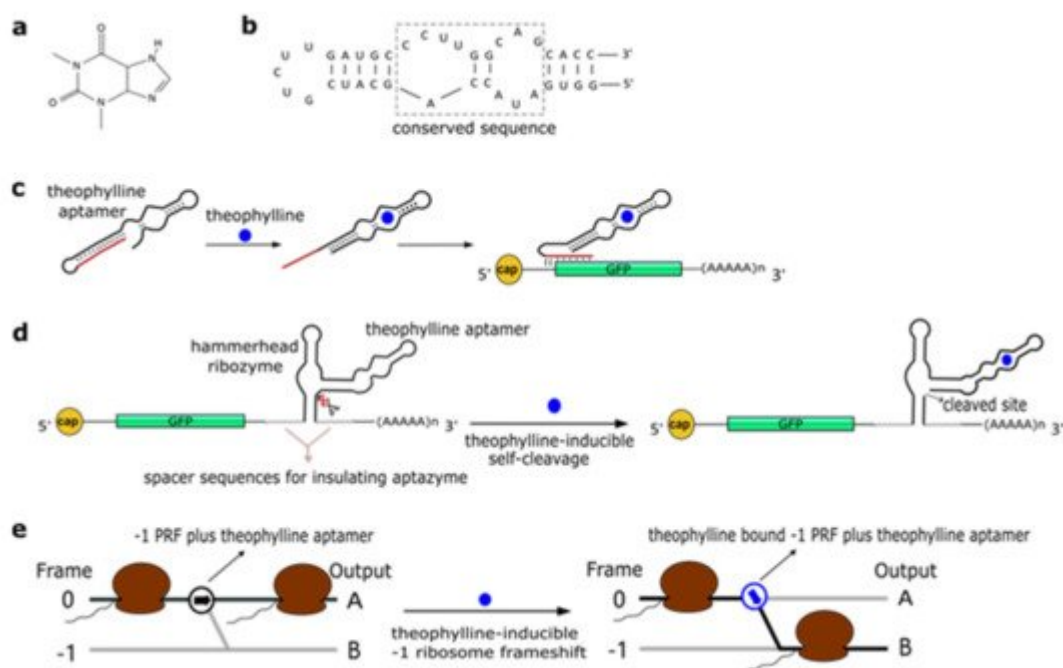 a
O
N
H
N
O
N
N
b
U U G A U G C C C U U G G C A G C A C C 3'
C
U
U G C U A C G A C G A C C U A U A G U G G 5'
conserved sequence
c
theophylline
aptamer
theophylline
5' cap GFP (AAAAA)n 3'
d
theophylline aptamer
hammerhead
ribozyme
5' cap GFP (AAAAA)n 3'
theophylline-inducible
self-cleavage
cleaved site
5' cap GFP (AAAAA)n 3'
spacer sequences for insulating aptazyme
e
-1 PRF plus theophylline aptamer
theophylline bound -1 PRF plus theophylline aptamer
Frame Output
0 A
-1 B
theophylline-inducible
-1 ribosome frameshift
Frame Output
0 A
-1 B